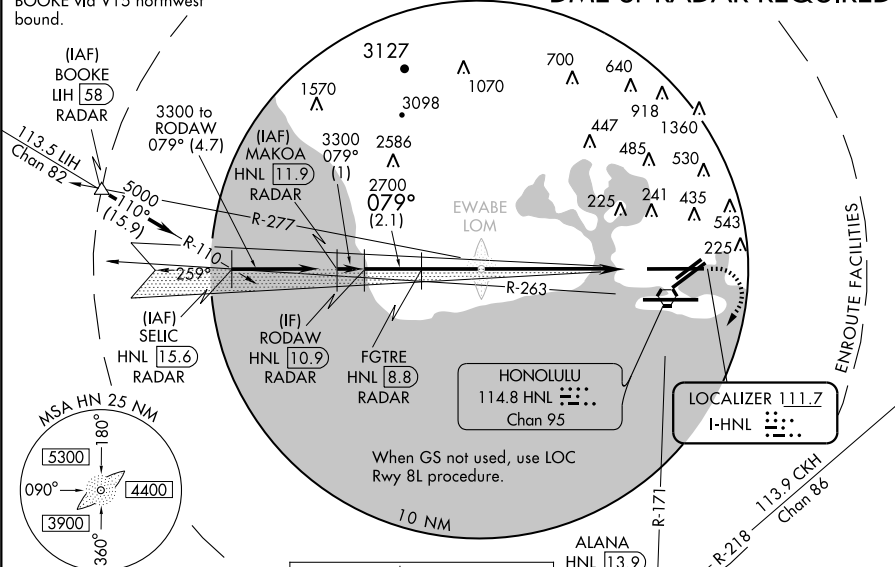 BOOKE via V15 northwest
bound.
(IAF)
BOOKE
LIH 58
RADAR
113.5 LIH
Chan 82
3300 to
RODAW
079° (4.7)
(IAF)
MAKOA
HNL 11.9
RADAR
3300
079°
(1)
2700
079°
(2.1)
5000
110°
(15.9)
R-277
R-110
259°
R-263
3127
3098
1570
2586
1070
700
640
918
1360
447
485
530
225
241
435
543
225
EWABE
LOM
(IAF)
SELIC
HNL 15.6
RADAR
(IF)
RODAW
HNL 10.9
RADAR
FGTRE
HNL 8.8
RADAR
HONOLULU
114.8 HNL
Chan 95
LOCALIZER 111.7
I-HNL
ENROUTE FACILITIES
When GS not used, use LOC
Rwy 8L procedure.
10 NM
MSA HN 25 NM
180°
5300
090°
4400
3900
360°
R-171
ALANA
HNL 13.9
R-218
113.9 CKH
Chan 86